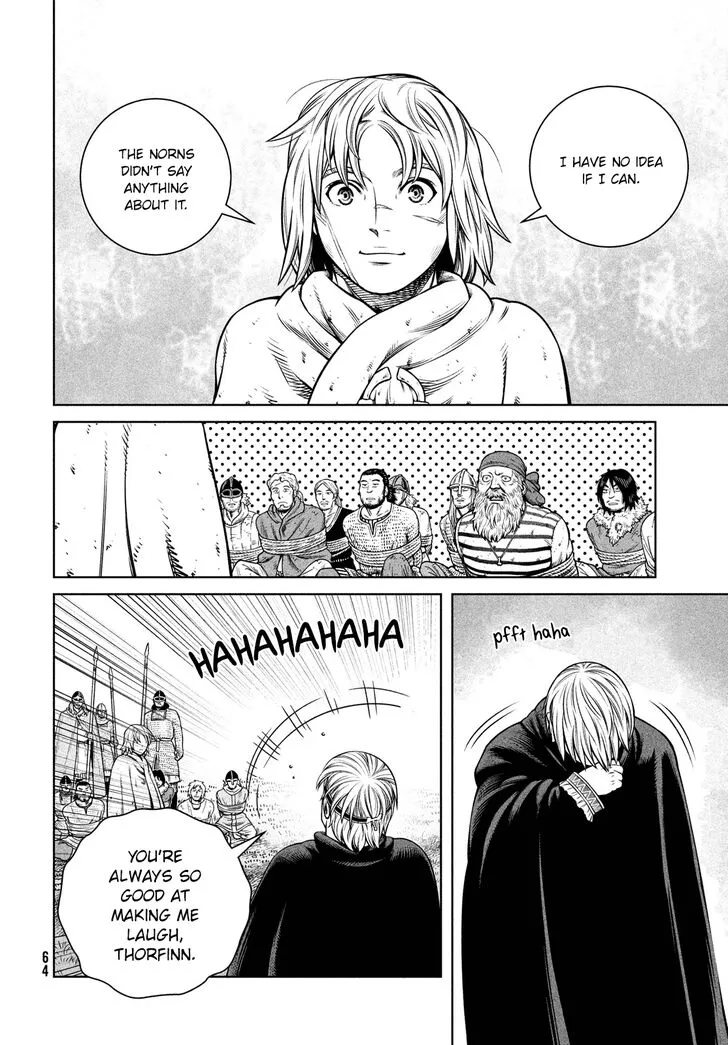 I HAVE NO IDEA
IF I CAN.
THE NORNS
DIDN'T SAY
ANYTHING
ABOUT IT.
pfft haha
HAHAHAHAHA
YOU'RE
ALWAYS SO
GOOD AT
MAKING ME
LAUGH,
THORFINN.
64